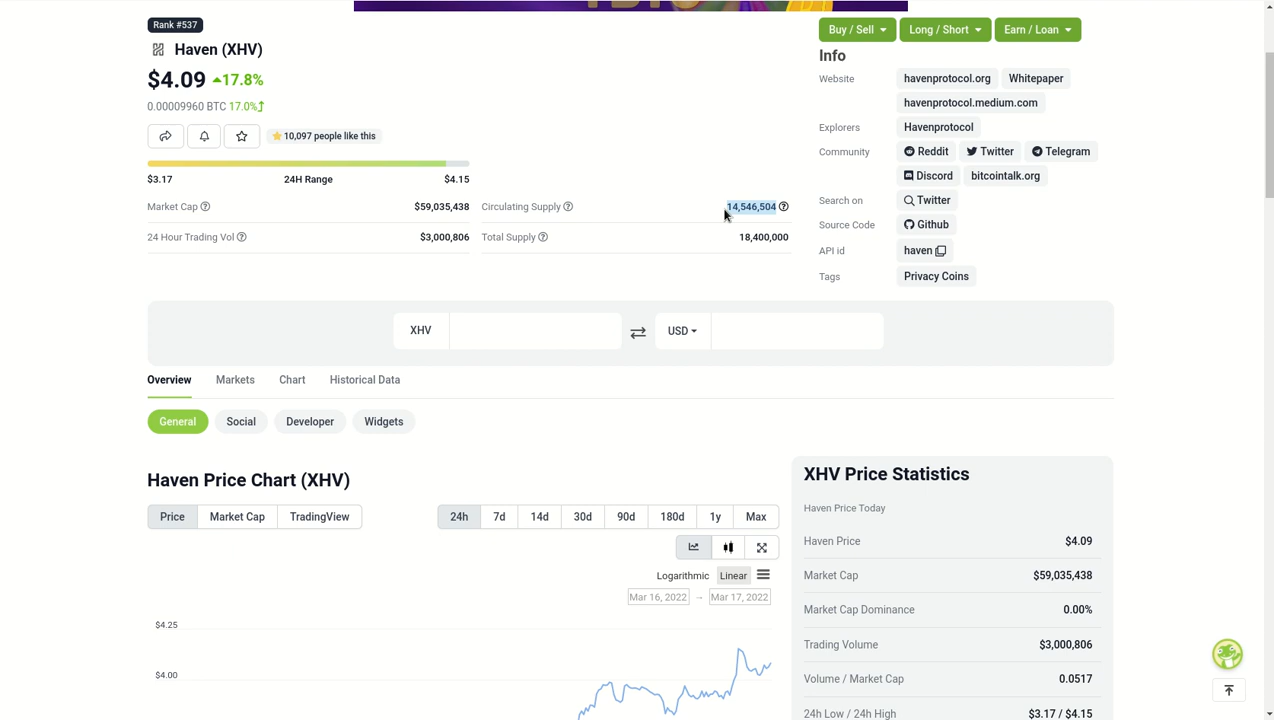 Rank #537
Haven (XHV)
$4.09 17.8%
0.00009960 BTC 17.0%
10,097 people like this
$3.17 24H Range $4.15
Market Cap $59,035,438
Circulating Supply 14,546,504
24 Hour Trading Vol $3,000,806
Total Supply 18,400,000
Buy / Sell Long / Short Earn / Loan
Info
Website havenprotocol.org Whitepaper
havenprotocol.medium.com
Explorers Havenprotocol
Community Reddit Twitter Telegram
Discord bitcointalk.org
Search on Twitter
Source Code Github
API id haven
Tags Privacy Coins
XHV USD
Overview Markets Chart Historical Data
General Social Developer Widgets
Haven Price Chart (XHV)
Price Market Cap TradingView
24h 7d 14d 30d 90d 180d 1y Max
Logarithmic Linear
Mar 16, 2022 → Mar 17, 2022
$4.25
$4.00
XHV Price Statistics
Haven Price Today
Haven Price $4.09
Market Cap $59,035,438
Market Cap Dominance 0.00%
Trading Volume $3,000,806
Volume / Market Cap 0.0517
24h Low / 24h High $3.17 / $4.15